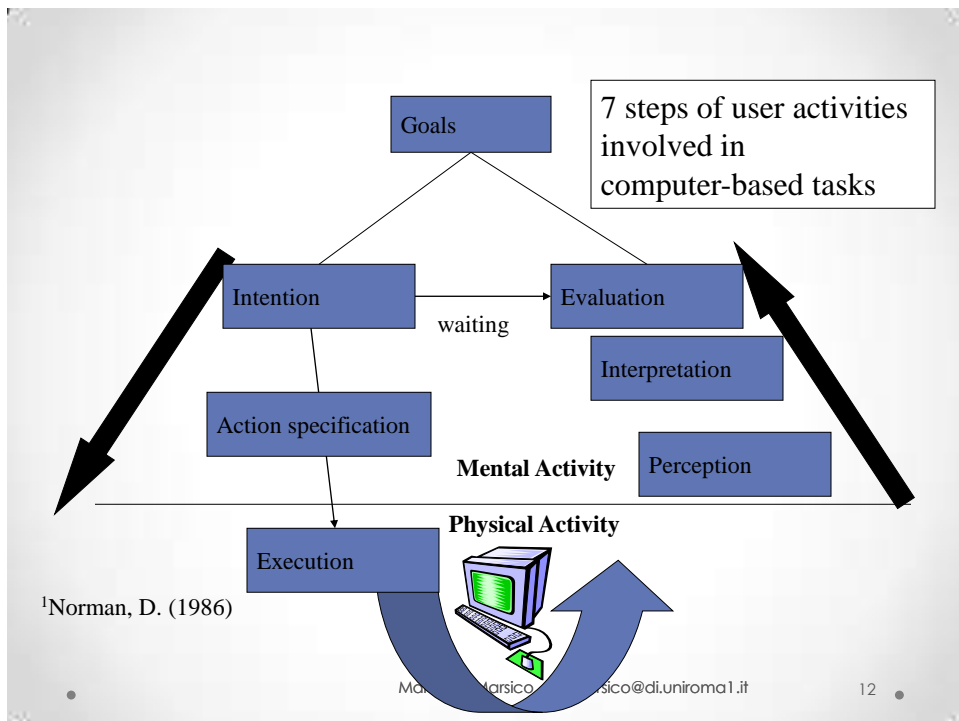 Goals
7 steps of user activities
involved in
computer-based tasks
Intention
waiting
Evaluation
Interpretation
Action specification
Mental Activity
Perception
Physical Activity
Execution
1Norman, D. (1986)
Marsico
@di.uniroma1.it
12